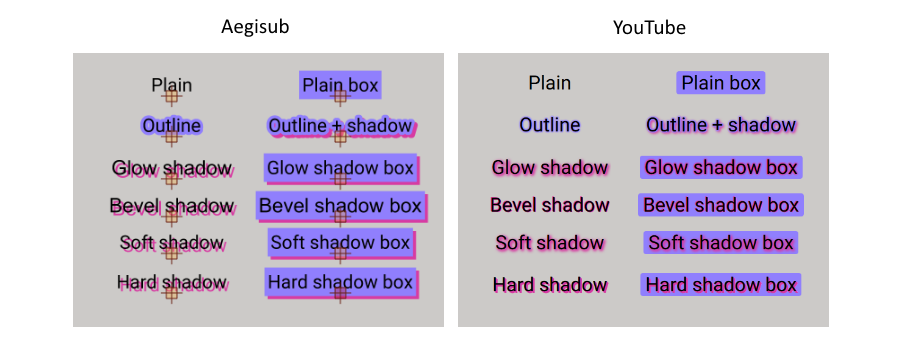 Aegisub
Plain
Plain box
Outline
Outline + shadow
Glow shadow
Glow shadow box
Bevel shadow
Bevel shadow box
Soft shadow
Soft shadow box
Hard shadow
Hard shadow box
YouTube
Plain
Plain box
Outline
Outline + shadow
Glow shadow
Glow shadow box
Bevel shadow
Bevel shadow box
Soft shadow
Soft shadow box
Hard shadow
Hard shadow box